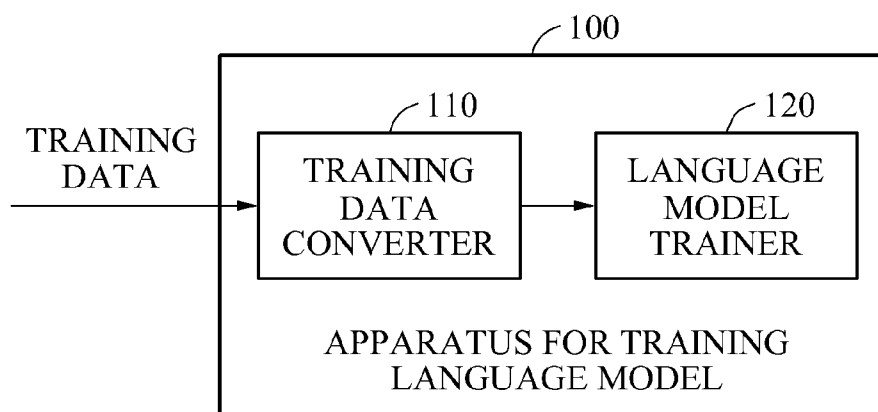 100
110
120
TRAINING
DATA
TRAINING
DATA
CONVERTER
LANGUAGE
MODEL
TRAINER
APPARATUS FOR TRAINING
LANGUAGE MODEL